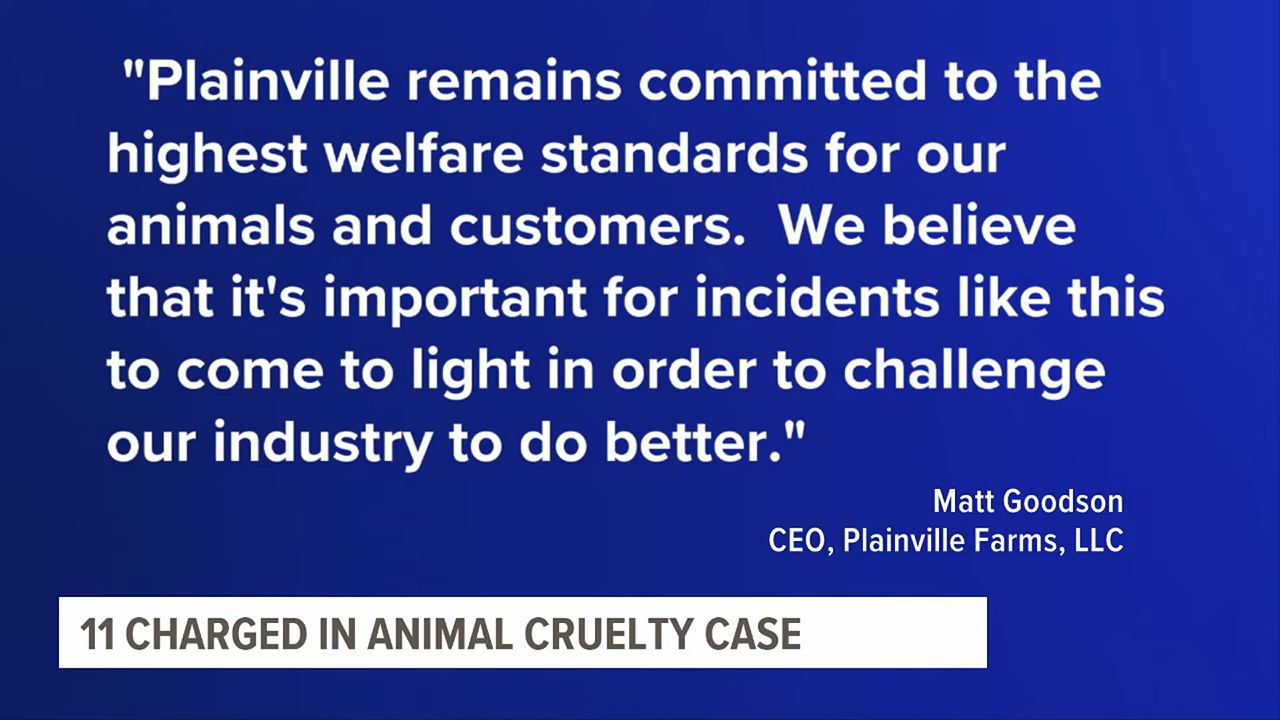 "Plainville remains committed to the
highest welfare standards for our
animals and customers.  We believe
that it's important for incidents like this
to come to light in order to challenge
our industry to do better."
Matt Goodson
CEO, Plainville Farms, LLC
11 CHARGED IN ANIMAL CRUELTY CASE